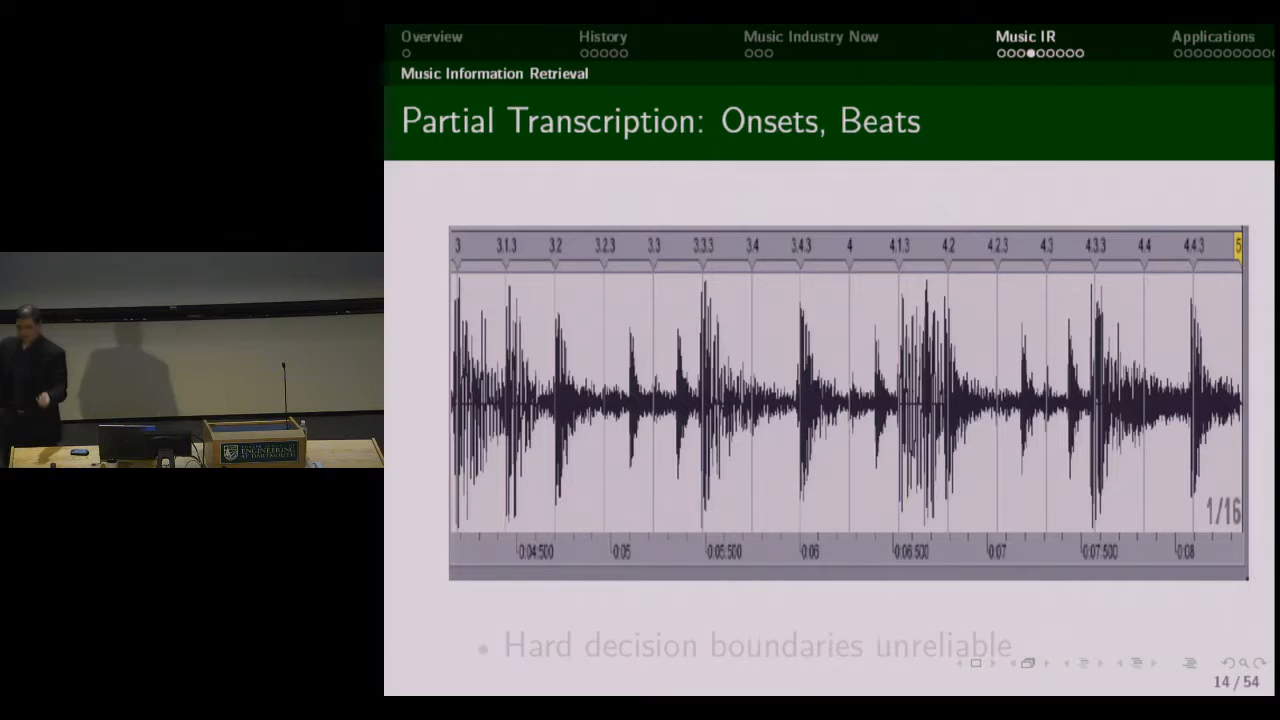 Overview History Music Industry Now Music IR Applications
Music Information Retrieval
Partial Transcription: Onsets, Beats
3 3.1.3 3.2 3.2.3 3.3 3.3.3 3.4 3.4.3 4 4.1.3 4.2 4.2.3 4.3 4.3.3 4.4 4.4.3 5
1/16
0:04:500 0:05 0:05:500 0:06 0:06:500 0:07 0:07:500 0:08
• Hard decision boundaries unreliable
14 / 54
ENGINEERING
AT DARTMOUTH